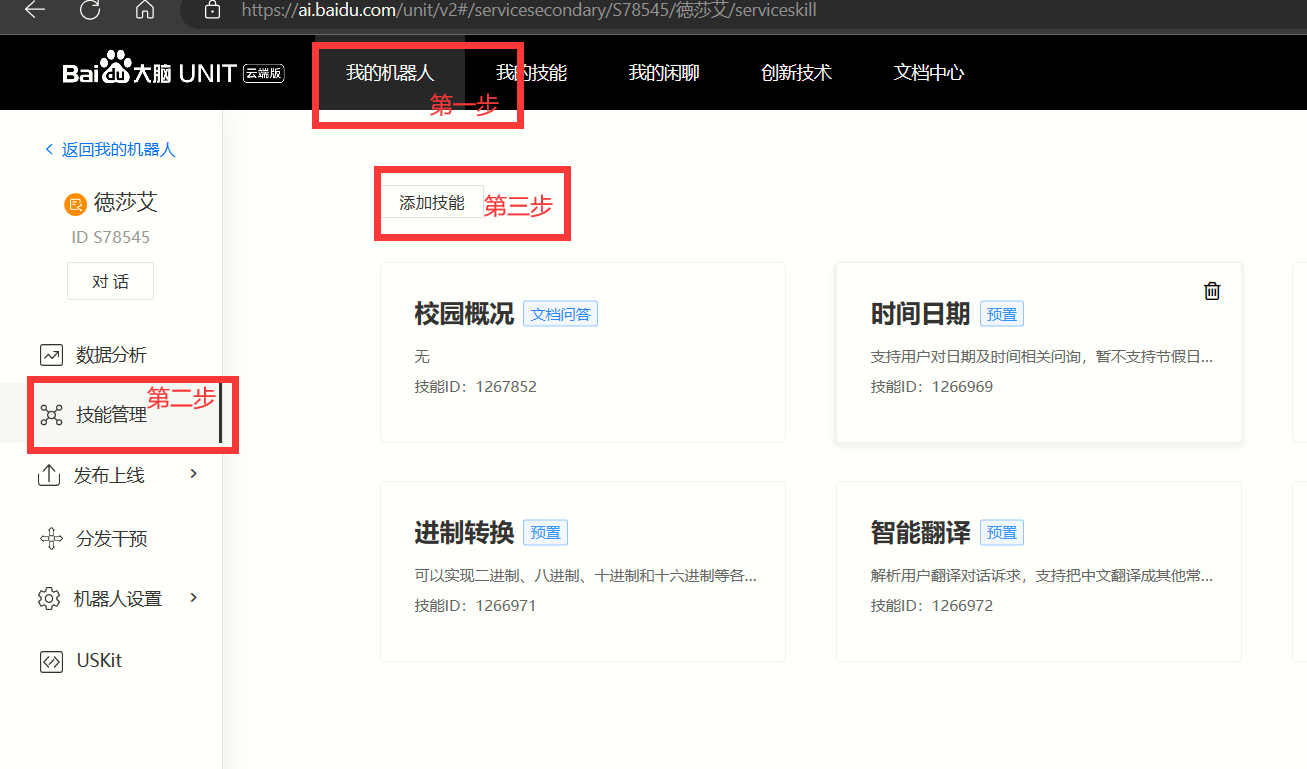 https://ai.baidu.com/unit/v2#/servicesecondary/S78545/德莎艾/serviceskill
Bai du 大脑 UNIT 云端版
我的机器人 我的技能 我的闲聊 创新技术 文档中心
第一步
返回我的机器人
德莎艾
ID S78545
对话
数据分析
技能管理
第二步
发布上线
分发干预
机器人设置
USKit
添加技能
第三步
校园概况 文档问答
无
技能ID：1267852
时间日期 预置
支持用户对日期及时间相关问询，暂不支持节假日...
技能ID：1266969
进制转换 预置
可以实现二进制、八进制、十进制和十六进制等各...
技能ID：1266971
智能翻译 预置
解析用户翻译对话诉求，支持把中文翻译成其他常...
技能ID：1266972